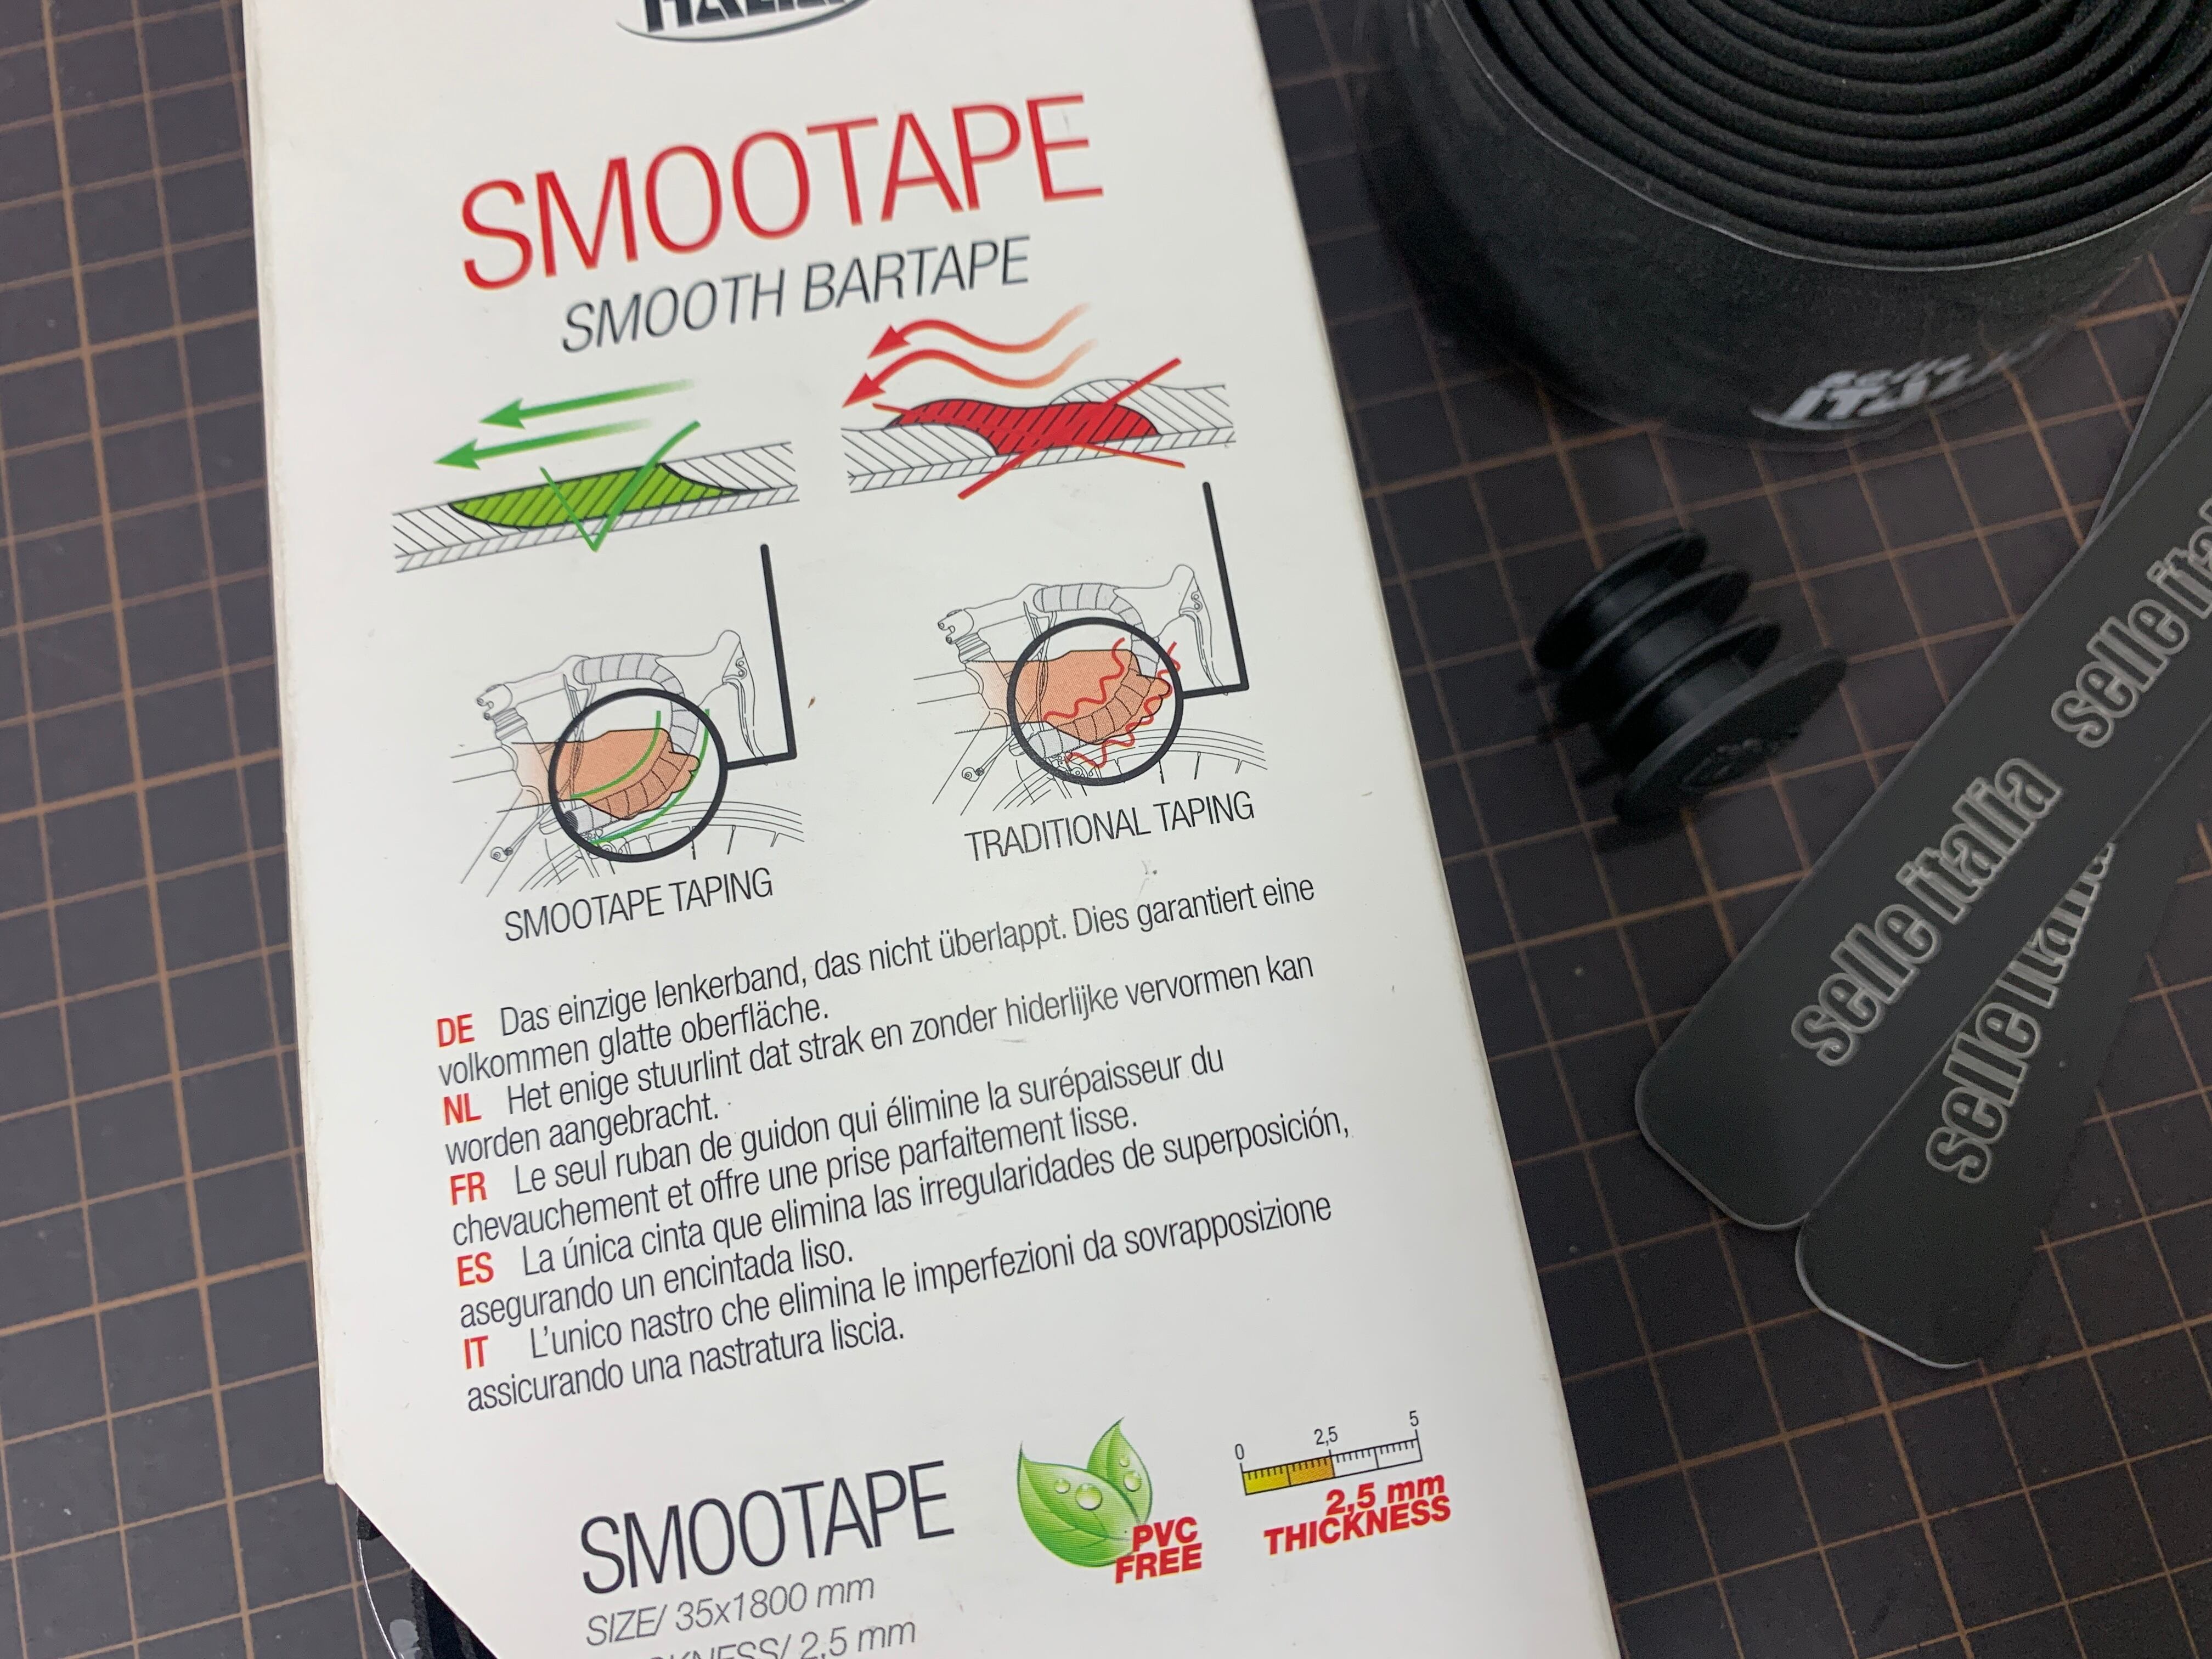 SMOOTAPE
SMOOTH BARTAPE
SMOOTAPE TAPING
TRADITIONAL TAPING
DE Das einzige lenkerband, das nicht überlappt. Dies garantiert eine
volkommen glatte oberfläche.
NL Het enige stuurlint dat strak en zonder hiderlijke vervormen kan
worden aangebracht.
FR Le seul ruban de guidon qui élimine la surépaisseur du
chevauchement et offre une prise parfaitement lisse.
ES La única cinta que elimina las irregularidades de superposición,
asegurando un encintada liso.
IT L'unico nastro che elimina le imperfezioni da sovrapposizione
assicurando una nastratura liscia.
SMOOTAPE
SIZE/ 35x1800 mm
2,5 mm
PVC
FREE
0 2,5 5
2,5 mm
THICKNESS
selle italia
selle
selle italia